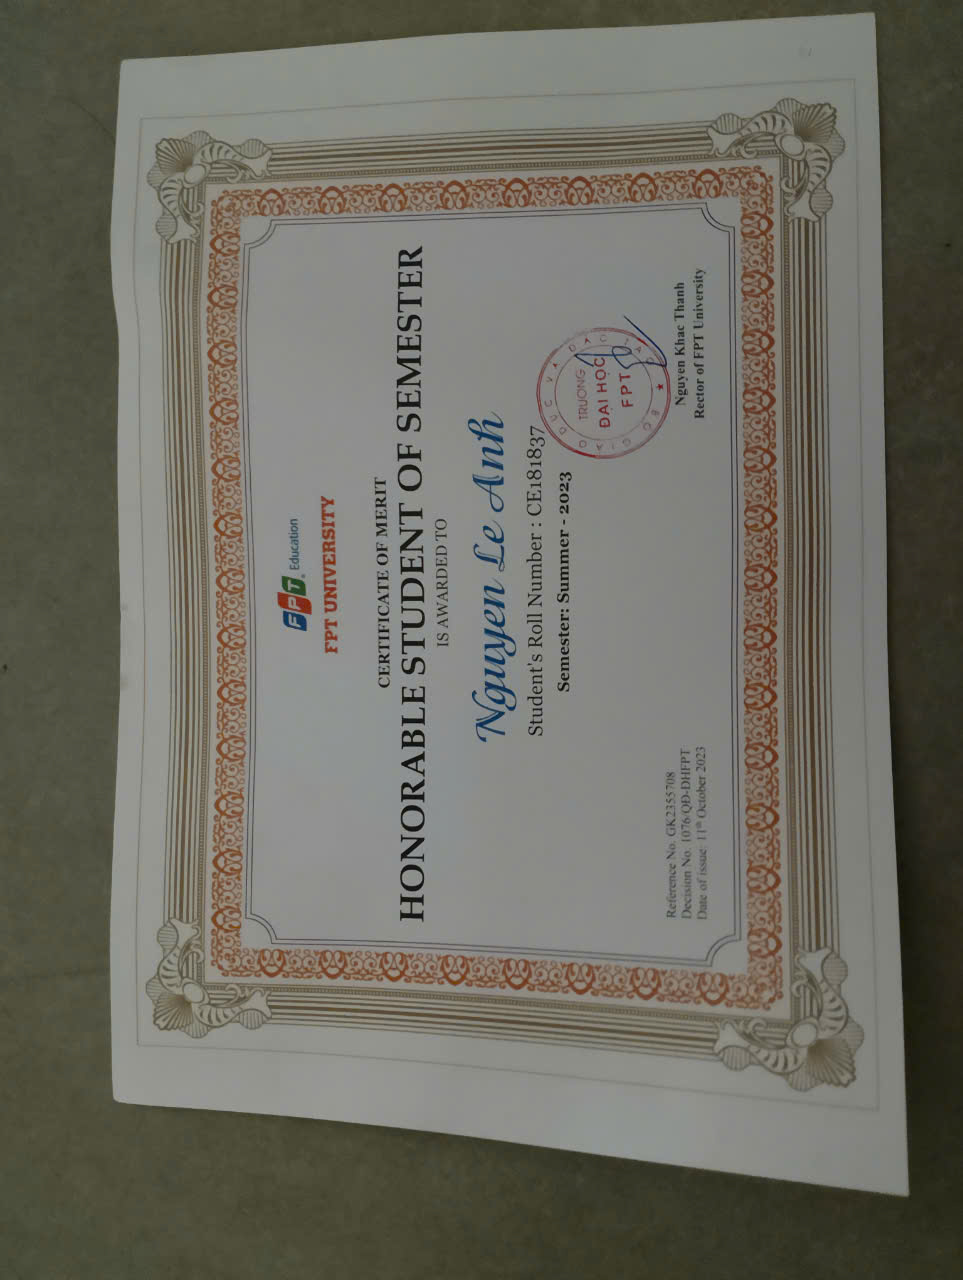 FPT Education
FPT UNIVERSITY
CERTIFICATE OF MERIT
HONORABLE STUDENT OF SEMESTER
IS AWARDED TO
Nguyen Le Anh
Student's Roll Number : CE181837
Semester: Summer - 2023
BỘ GIÁO DỤC VÀ ĐÀO TẠO
TRƯỜNG
ĐẠI HỌC
FPT
Reference No. GK2355708
Decision No: 1076/QĐ-DHFPT
Date of issue: 11th October 2023
Nguyen Khac Thanh
Rector of FPT University